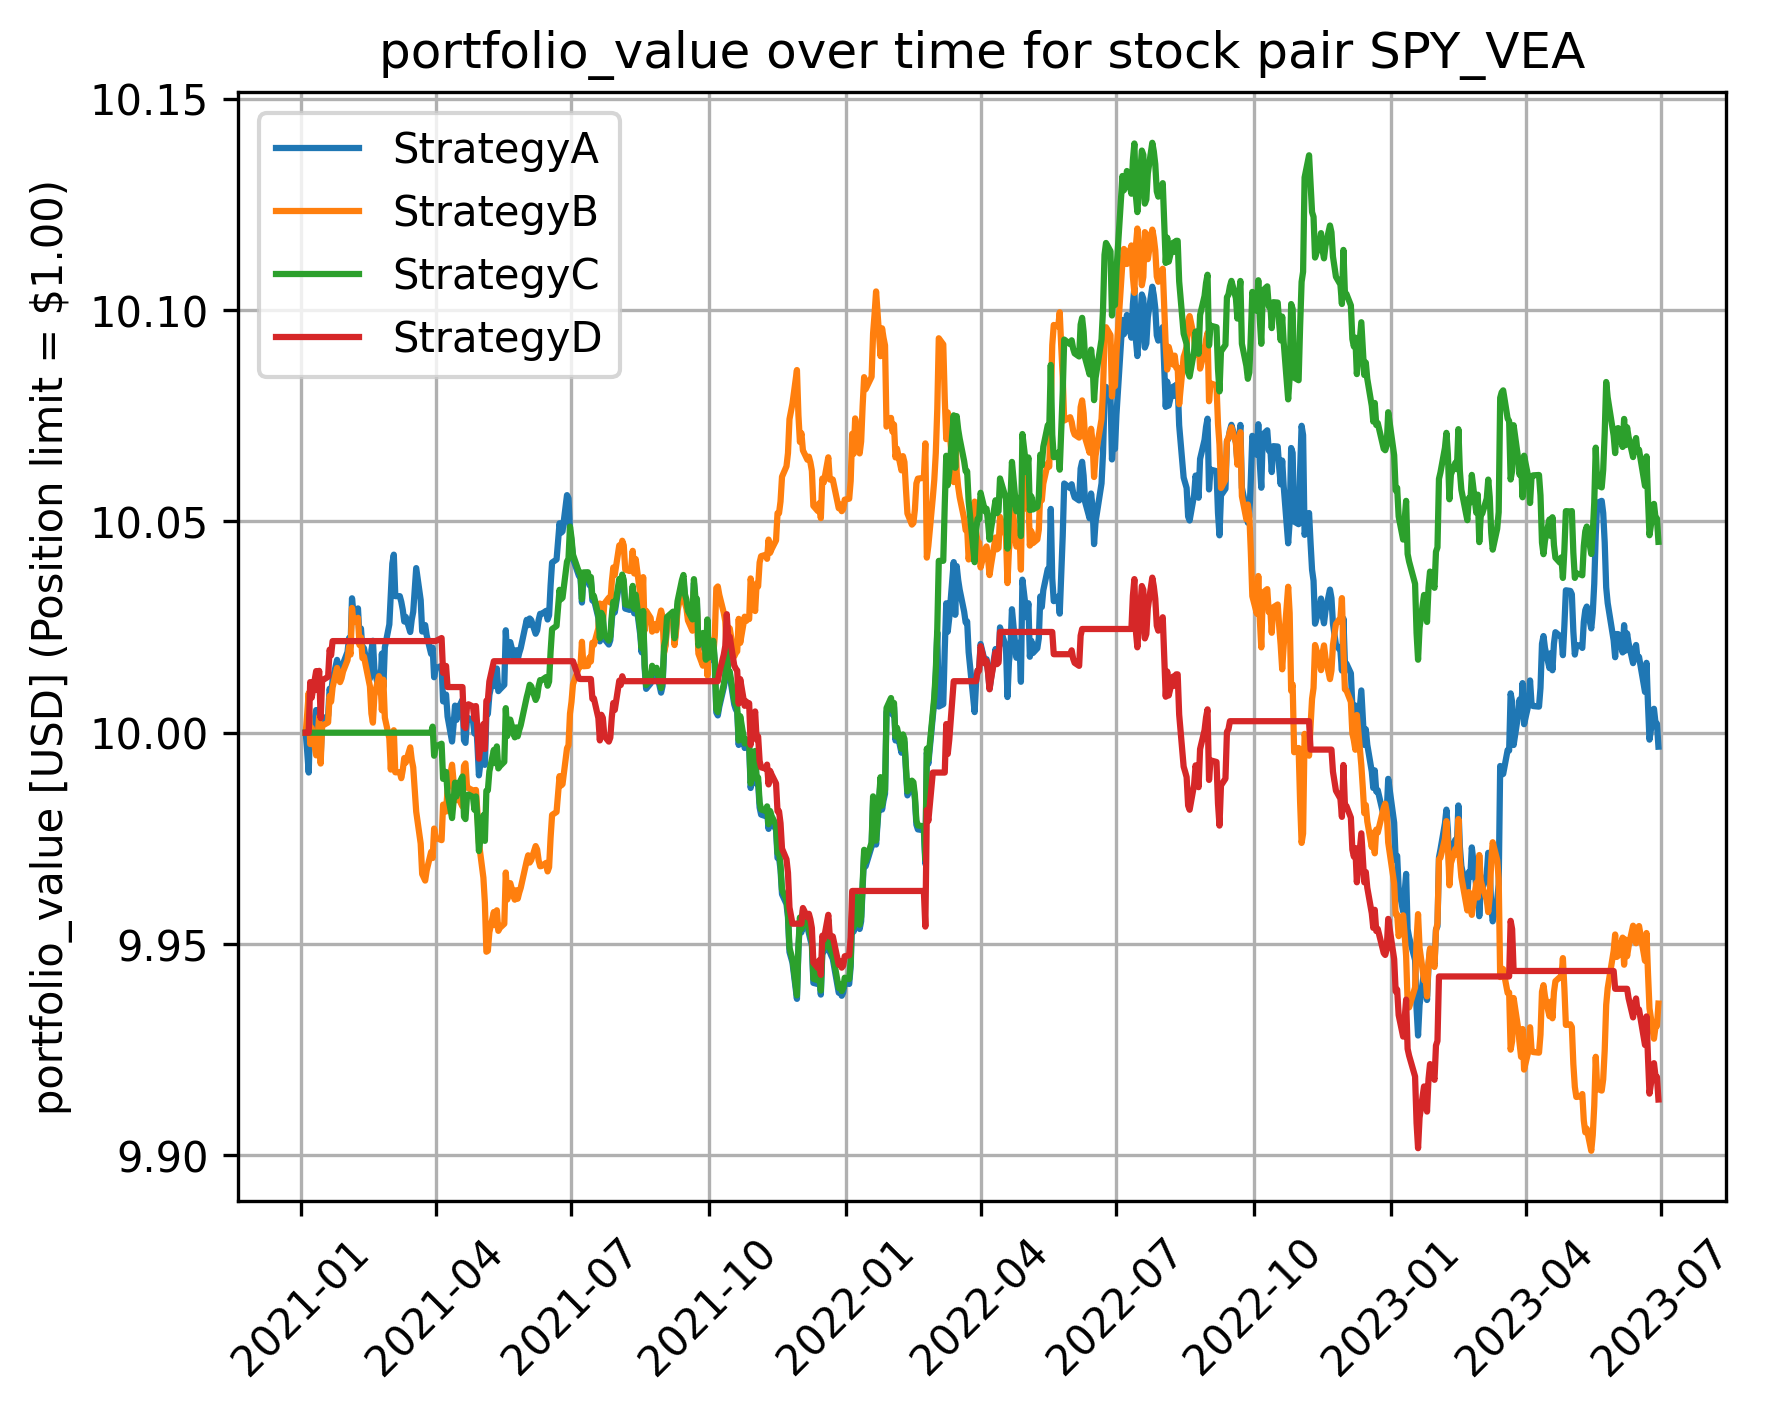 portfolio_value over time for stock pair SPY_VEA
portfolio_value [USD] (Position limit = $1.00)
10.15
10.10
10.05
10.00
9.95
9.90
StrategyA
StrategyB
StrategyC
StrategyD
2021-01
2021-04
2021-07
2021-10
2022-01
2022-04
2022-07
2022-10
2023-01
2023-04
2023-07